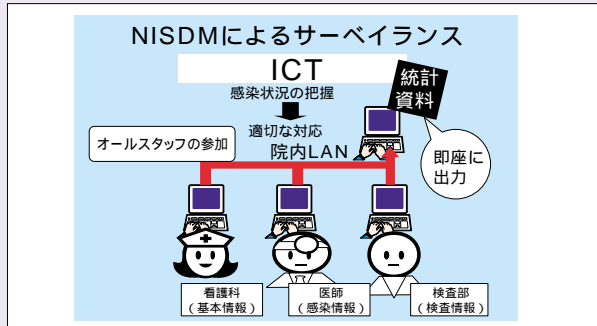 NISDMによるサーベイランス
ICT
感染状況の把握
統計
資料
適切な対応
オールスタッフの参加
院内LAN
即座に
出力
看護科
(基本情報)
医師
(感染情報)
検査部
(検査情報)